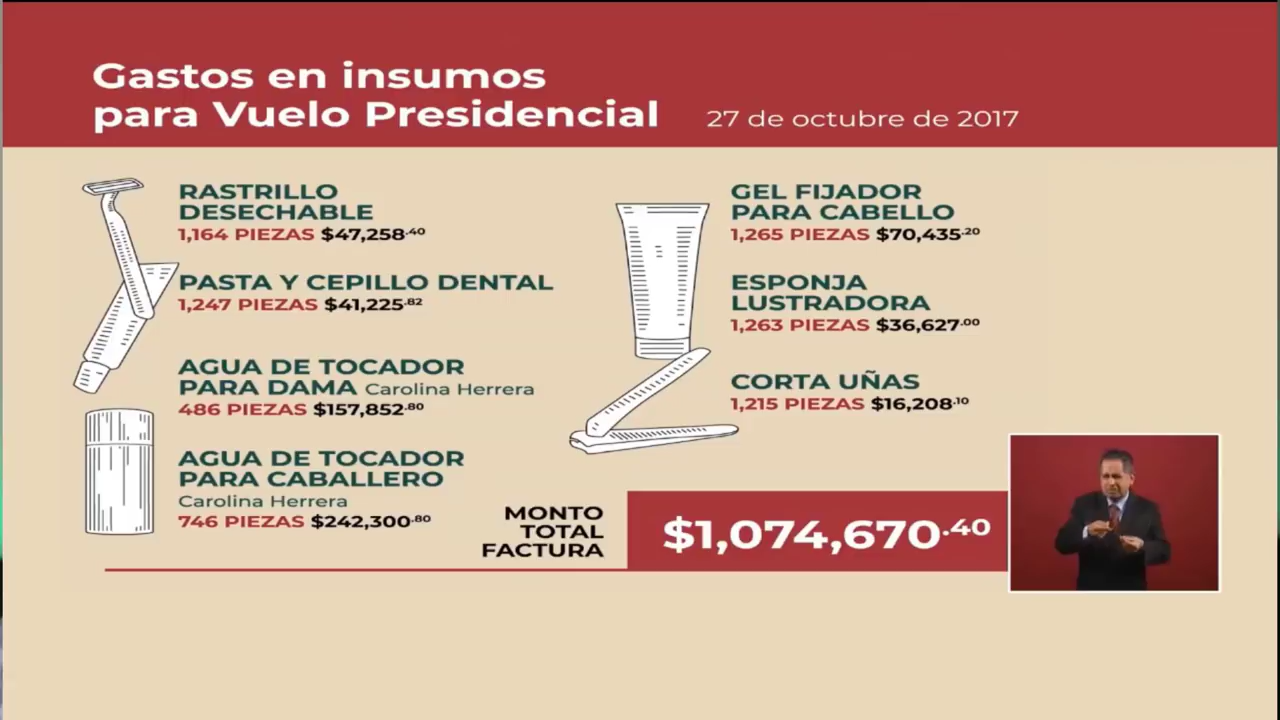 Gastos en insumos
para Vuelo Presidencial 27 de octubre de 2017
RASTRILLO
DESECHABLE
1,164 PIEZAS $47,258.40
PASTA Y CEPILLO DENTAL
1,247 PIEZAS $41,225.82
AGUA DE TOCADOR
PARA DAMA Carolina Herrera
486 PIEZAS $157,852.80
AGUA DE TOCADOR
PARA CABALLERO
Carolina Herrera
746 PIEZAS $242,300.80
GEL FIJADOR
PARA CABELLO
1,265 PIEZAS $70,435.20
ESPONJA
LUSTRADORA
1,263 PIEZAS $36,627.00
CORTA UÑAS
1,215 PIEZAS $16,208.10
MONTO
TOTAL
FACTURA
$1,074,670.40